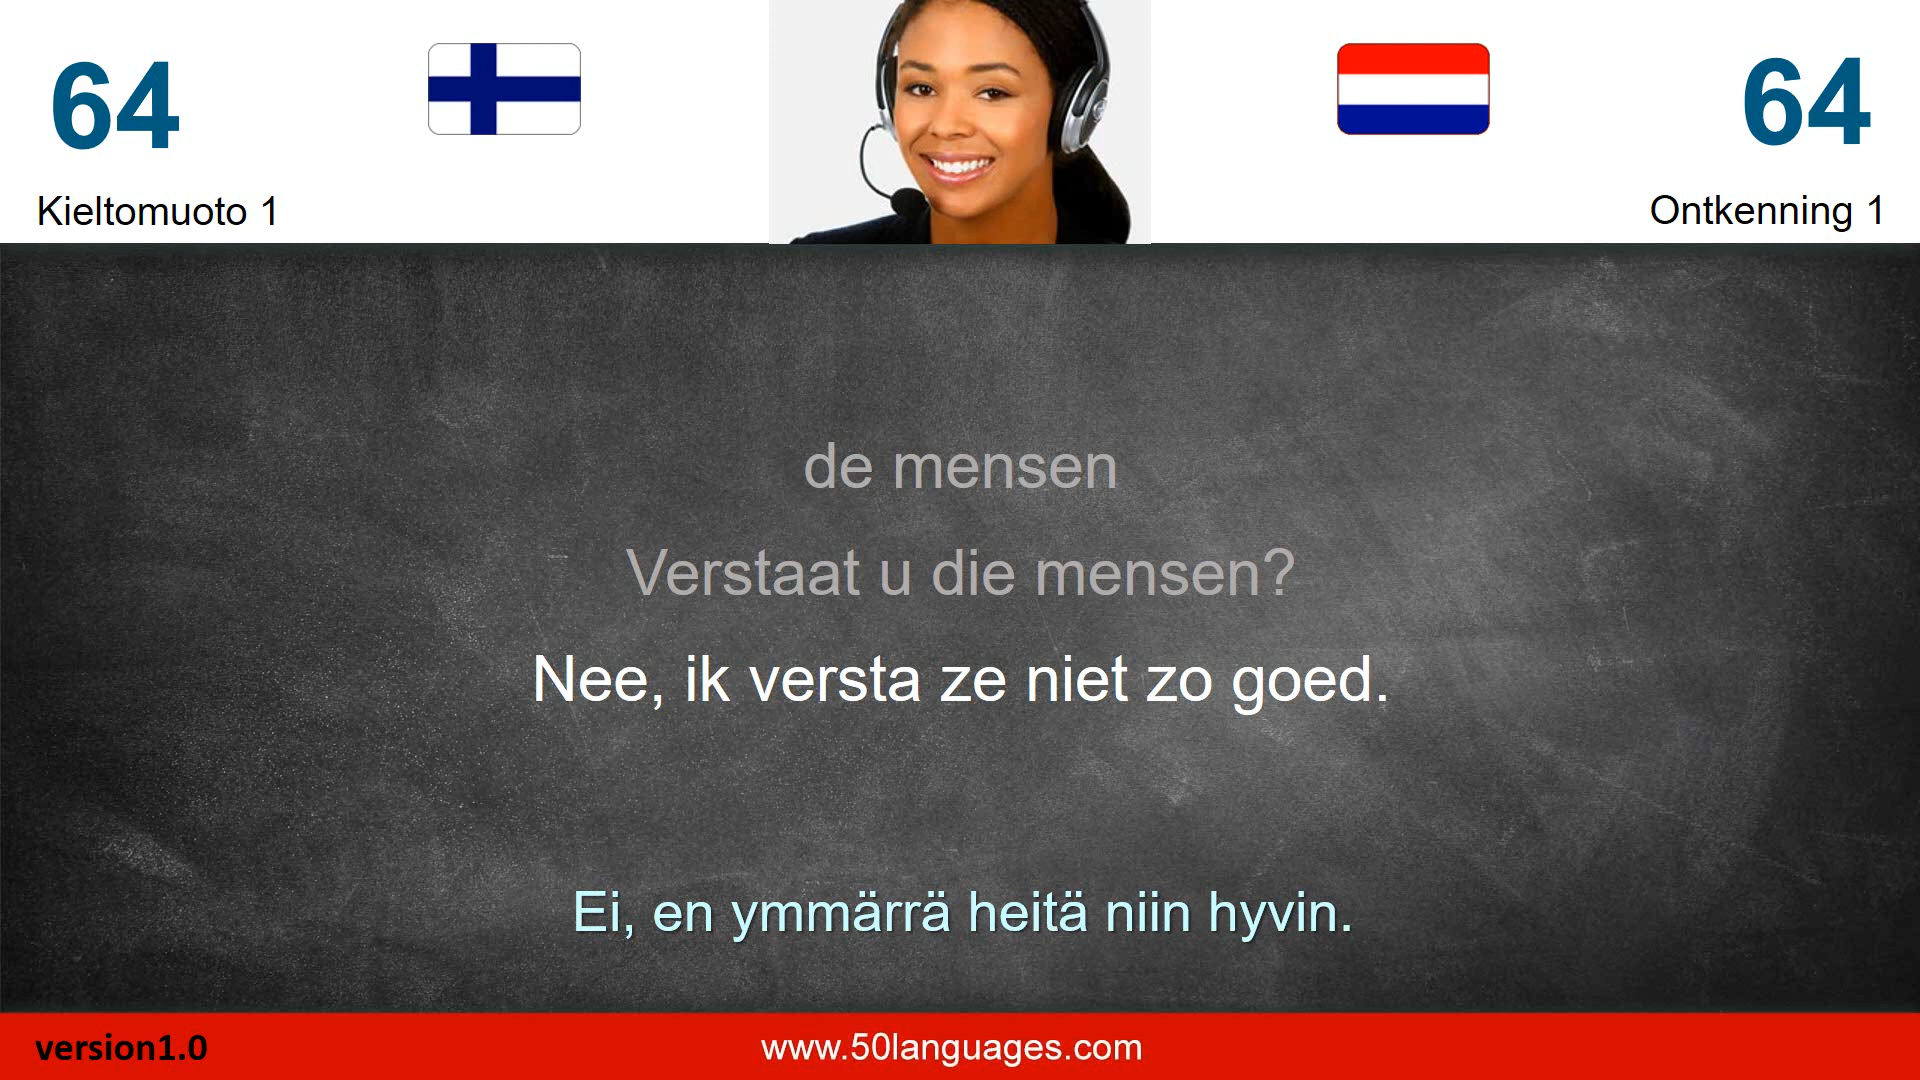 64
64
Kieltomuoto 1
Ontkenning 1
de mensen
Verstaat u die mensen?
Nee, ik versta ze niet zo goed.
Ei, en ymmärrä heitä niin hyvin.
version1.0
www.50languages.com